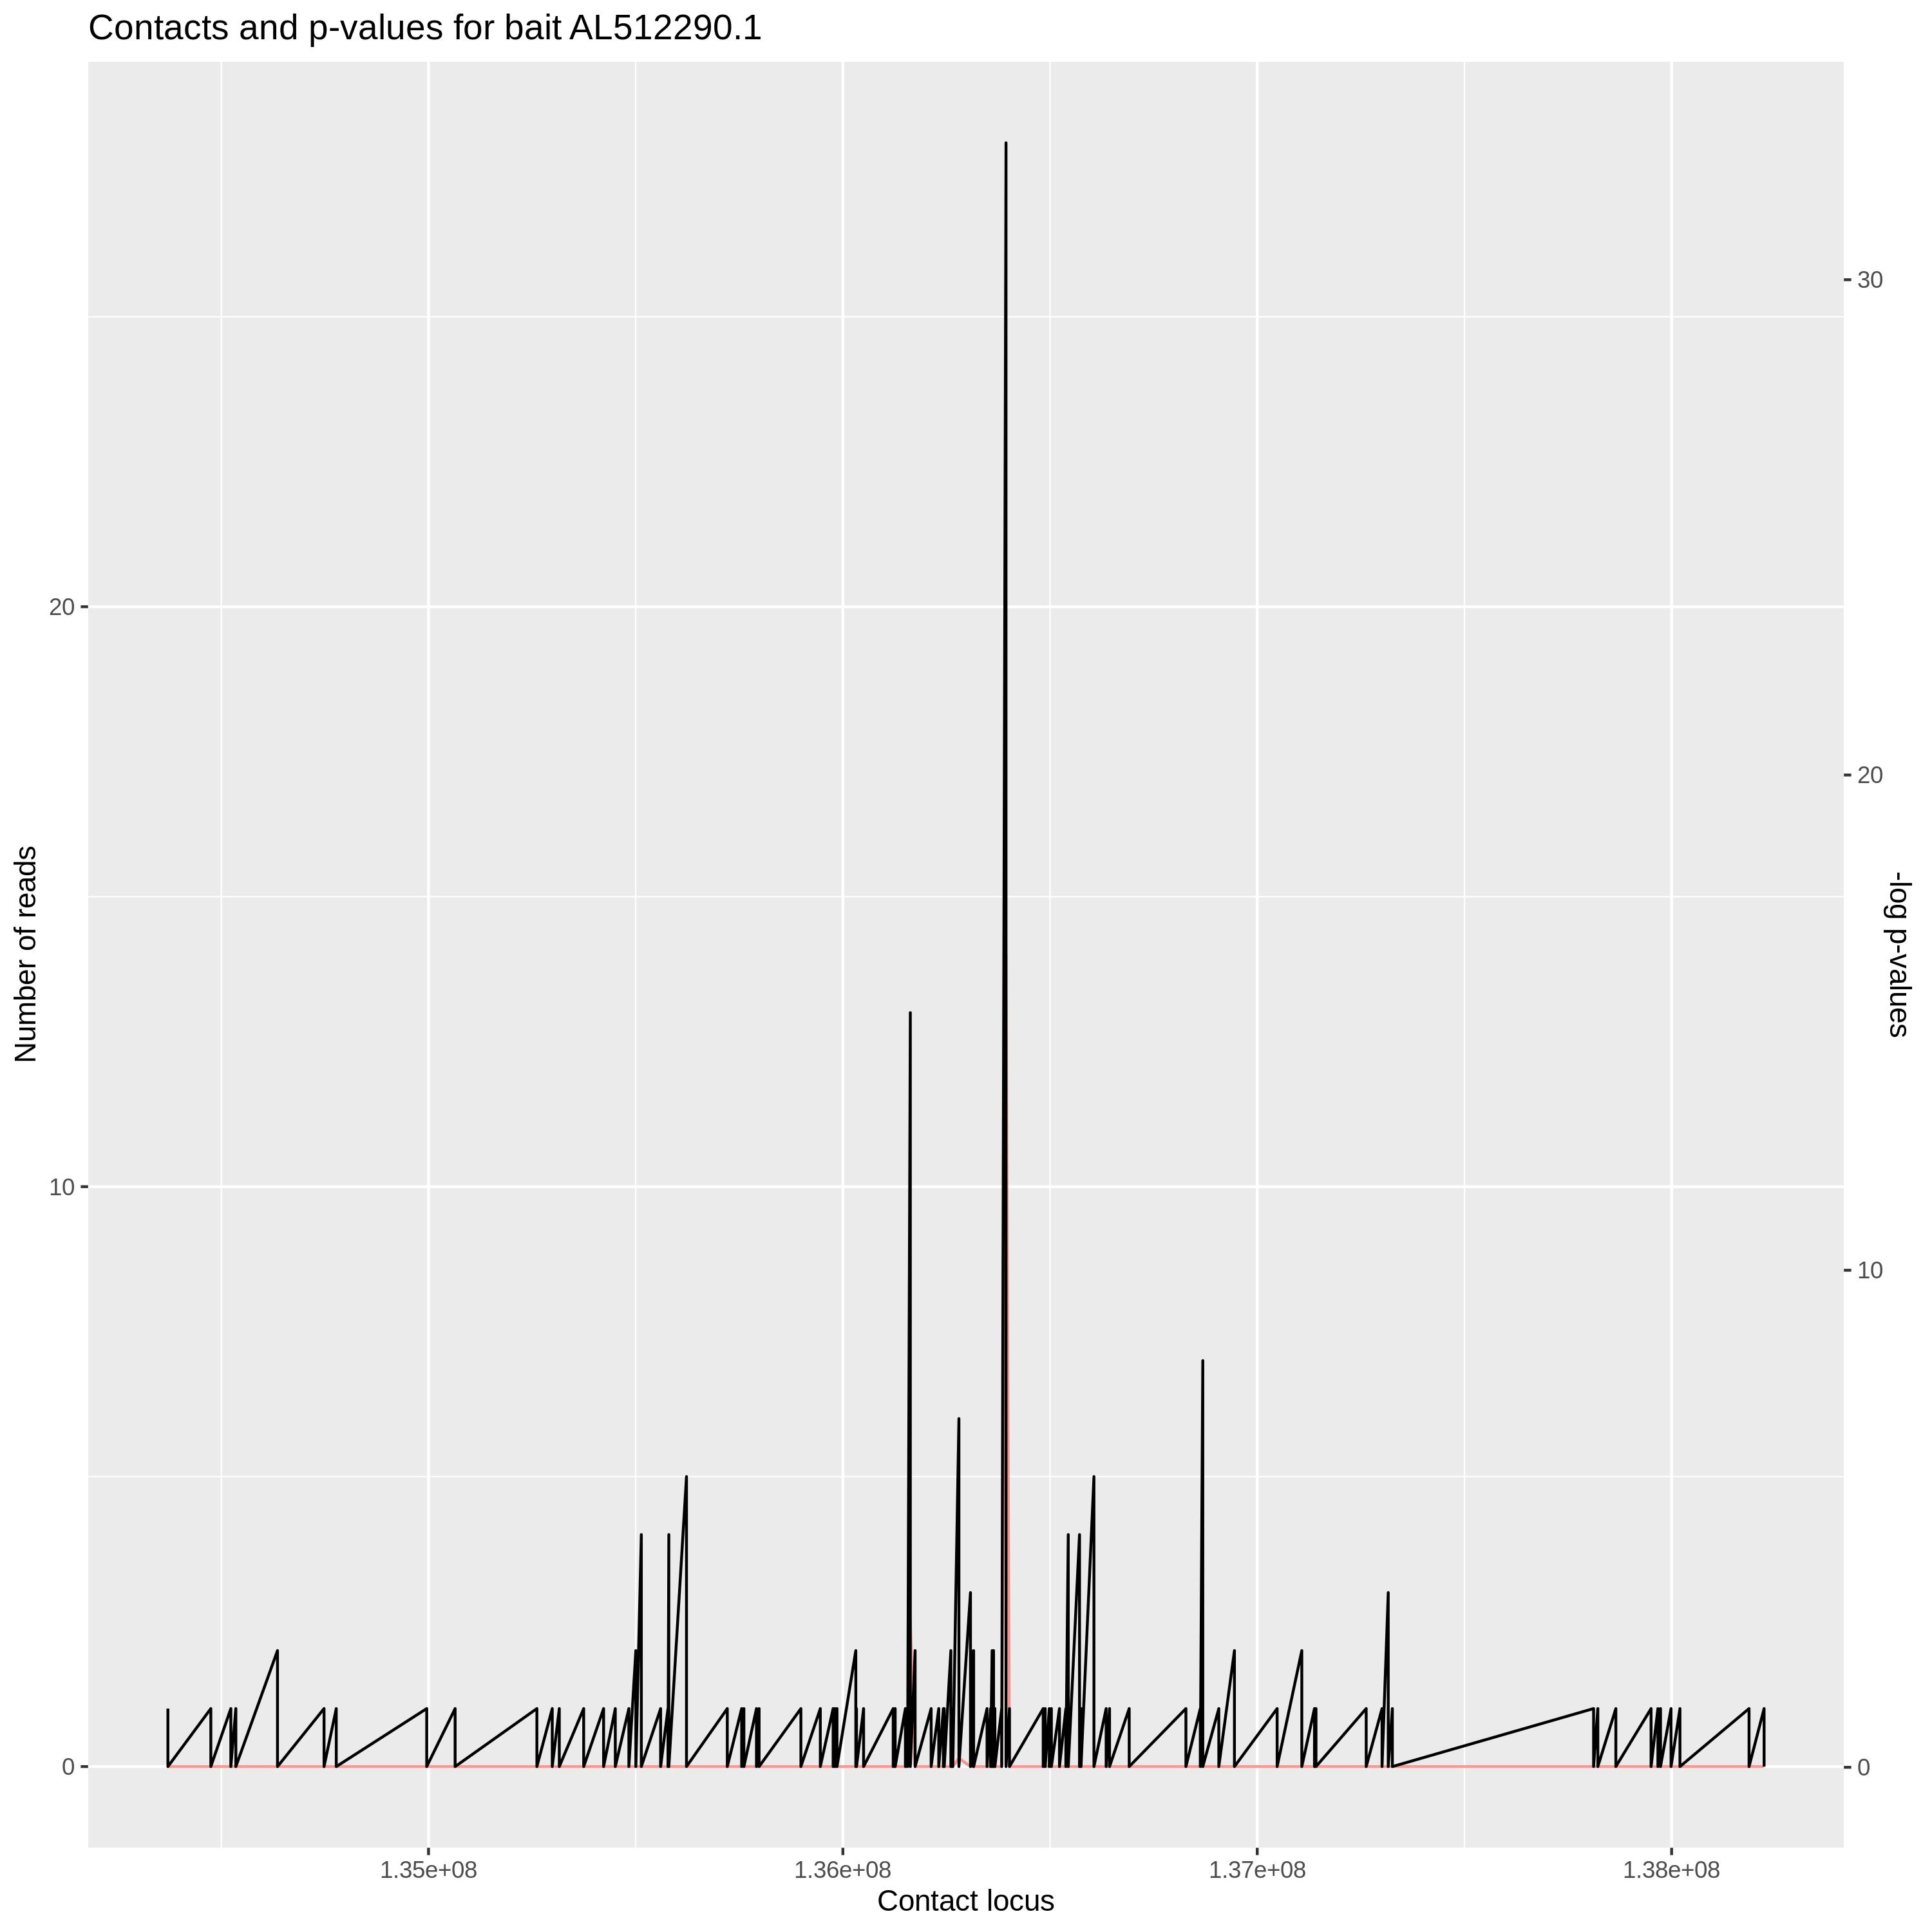 Contacts and p-values for bait AL512290.1
30
20
20
Number of reads
-log p-values
10
10
0
0
1.35e+08
1.36e+08
1.37e+08
1.38e+08
Contact locus